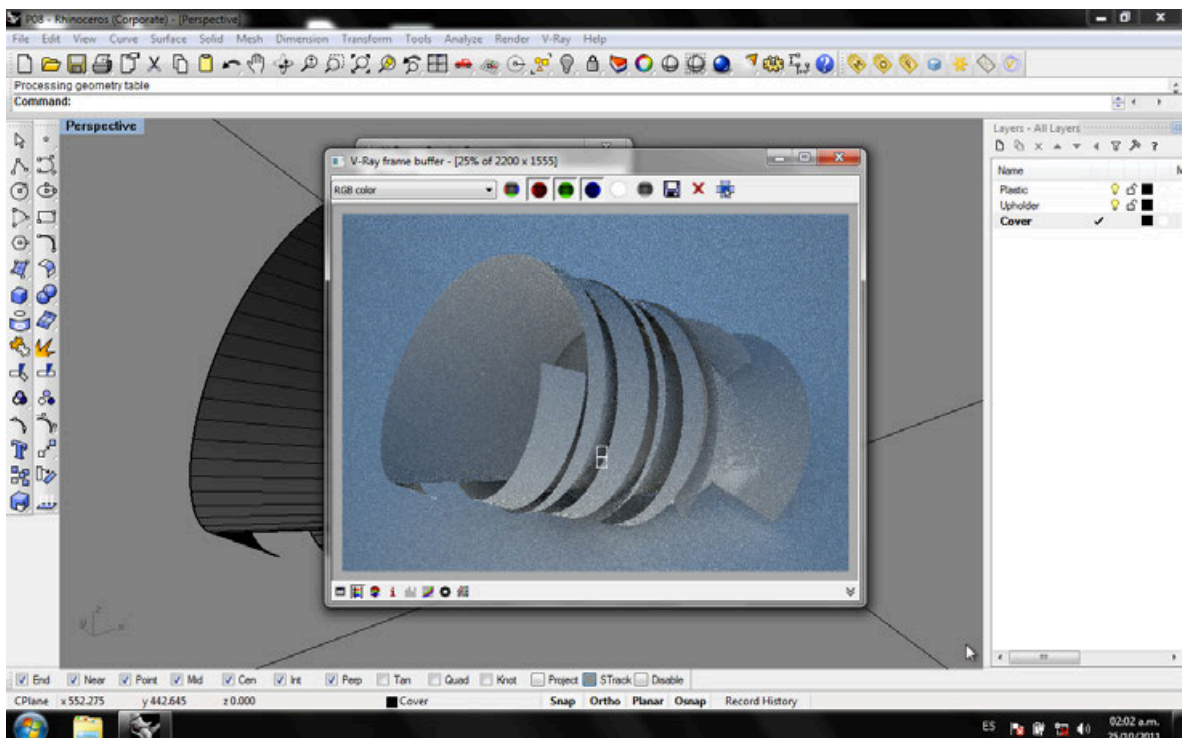 P08 - Rhinoceros (Corporate) - [Perspective]
File Edit View Curve Surface Solid Mesh Dimension Transform Tools Analyze Render V-Ray Help
Processing geometry table
Command:
Perspective
Layers - All Layers
Name
Plastic
Upholder
Cover
V-Ray frame buffer - [25% of 2200 x 1555]
RGB color
z
y
x
End Near Point Mid Cen Int Perp Tan Quad Knot Project STrack Disable
CPlane x 552.275 y 442.645 z 0.000 Cover Snap Ortho Planar Osnap Record History
ES 02:02 a.m.
25/10/2011